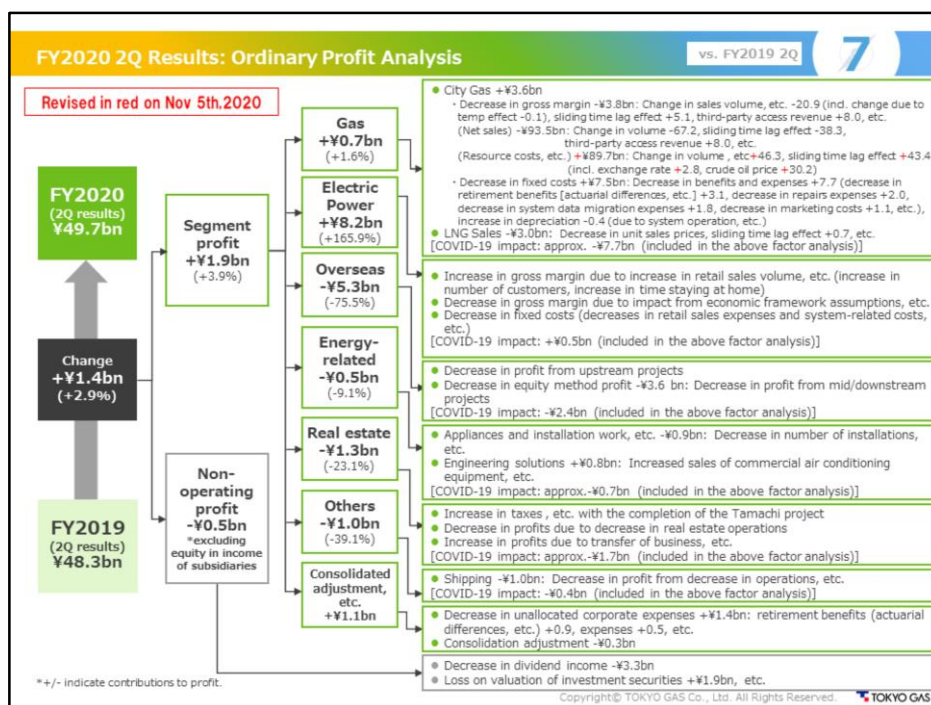 FY2020 2Q Results: Ordinary Profit Analysis
vs. FY2019 2Q
7
Revised in red on Nov 5th,2020
FY2020
(2Q results)
¥49.7bn
Change
+¥1.4bn
(+2.9%)
FY2019
(2Q results)
¥48.3bn
Segment
profit
+¥1.9bn
(+3.9%)
Non-
operating
profit
-¥0.5bn
*excluding
equity in income
of subsidiaries
Gas
+¥0.7bn
(+1.6%)
Electric
Power
+¥8.2bn
(+165.9%)
Overseas
-¥5.3bn
(-75.5%)
Energy-
related
-¥0.5bn
(-9.1%)
Real estate
-¥1.3bn
(-23.1%)
Others
-¥1.0bn
(-39.1%)
Consolidated
adjustment,
etc.
+¥1.1bn
● City Gas +¥3.6bn
・Decrease in gross margin -¥3.8bn: Change in sales volume, etc. -20.9 (incl. change due to
temp effect -0.1), sliding time lag effect +5.1, third-party access revenue +8.0, etc.
(Net sales) -¥93.5bn: Change in volume -67.2, sliding time lag effect -38.3,
third-party access revenue +8.0, etc.
(Resource costs, etc.) +¥89.7bn: Change in volume , etc+46.3, sliding time lag effect +43.4
(incl. exchange rate +2.8, crude oil price +30.2)
・Decrease in fixed costs +¥7.5bn: Decrease in benefits and expenses +7.7 (decrease in
retirement benefits [actuarial differences, etc.] +3.1, decrease in repairs expenses +2.0,
decrease in system data migration expenses +1.8, decrease in marketing costs +1.1, etc.),
increase in depreciation -0.4 (due to system operation, etc.)
● LNG Sales -¥3.0bn: Decrease in unit sales prices, sliding time lag effect +0.7, etc.
[COVID-19 impact: approx. -¥7.7bn (included in the above factor analysis)]
● Increase in gross margin due to increase in retail sales volume, etc. (increase in
number of customers, increase in time staying at home)
● Decrease in gross margin due to impact from economic framework assumptions, etc.
● Decrease in fixed costs (decreases in retail sales expenses and system-related costs,
etc.)
[COVID-19 impact: +¥0.5bn (included in the above factor analysis)]
● Decrease in profit from upstream projects
● Decrease in equity method profit -¥3.6 bn: Decrease in profit from mid/downstream
projects
[COVID-19 impact: -¥2.4bn (included in the above factor analysis)]
● Appliances and installation work, etc. -¥0.9bn: Decrease in number of installations,
etc.
● Engineering solutions +¥0.8bn: Increased sales of commercial air conditioning
equipment, etc.
[COVID-19 impact: approx.-¥0.7bn (included in the above factor analysis)]
● Increase in taxes , etc. with the completion of the Tamachi project
● Decrease in profits due to decrease in real estate operations
● Increase in profits due to transfer of business, etc.
[COVID-19 impact: approx.-¥1.7bn (included in the above factor analysis)]
● Shipping -¥1.0bn: Decrease in profit from decrease in operations, etc.
[COVID-19 impact: -¥0.4bn (included in the above factor analysis)]
● Decrease in unallocated corporate expenses +¥1.4bn: retirement benefits (actuarial
differences, etc.) +0.9, expenses +0.5, etc.
● Consolidation adjustment -¥0.3bn
● Decrease in dividend income -¥3.3bn
● Loss on valuation of investment securities +¥1.9bn, etc.
*+/- indicate contributions to profit.
Copyright© TOKYO GAS Co., Ltd. All Rights Reserved.
TOKYO GAS